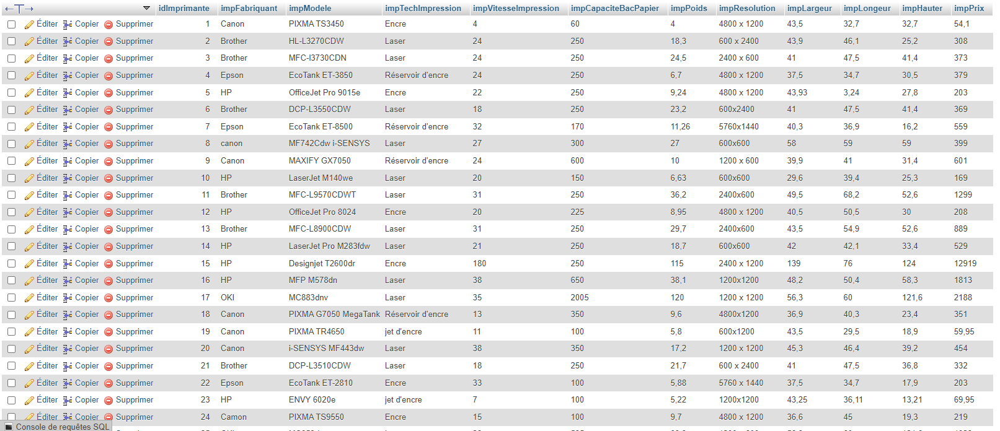 idImprimante impFabriquant impModele impTechImpression impVitesseImpression impCapaciteBacPapier impPoids impResolution impLargeur impLongeur impHauter impPrix
Éditer Copier Supprimer 1 Canon PIXMA TS3450 Encre 4 60 4 4800 x 1200 43,5 32,7 32,7 54,1
Éditer Copier Supprimer 2 Brother HL-L3270CDW Laser 24 250 18,3 600 x 2400 43,9 46,1 25,2 308
Éditer Copier Supprimer 3 Brother MFC-l3730CDN Laser 24 250 24,5 2400 x 600 41 47,5 41,4 373
Éditer Copier Supprimer 4 Epson EcoTank ET-3850 Réservoir d'encre 24 250 6,7 4800 x 1200 37,5 34,7 30,5 379
Éditer Copier Supprimer 5 HP OfficeJet Pro 9015e Encre 22 250 9,24 4800 x 1200 43,93 3,24 27,8 203
Éditer Copier Supprimer 6 Brother DCP-L3550CDW Laser 18 250 23,2 600x2400 41 47,5 41,4 369
Éditer Copier Supprimer 7 Epson EcoTank ET-8500 Réservoir d'encre 32 170 11,26 5760x1440 40,3 36,9 16,2 559
Éditer Copier Supprimer 8 canon MF742Cdw i-SENSYS Laser 27 300 27 600x600 58 59 59 399
Éditer Copier Supprimer 9 Canon MAXIFY GX7050 Réservoir d'encre 24 600 10 1200 x 600 39,9 41 31,4 601
Éditer Copier Supprimer 10 HP LaserJet M140we Laser 20 150 6,63 600x600 29,6 39,4 25,3 169
Éditer Copier Supprimer 11 Brother MFC-L9570CDWT Laser 31 250 36,2 2400x600 49,5 68,2 52,6 1299
Éditer Copier Supprimer 12 HP OfficeJet Pro 8024 Encre 20 225 8,95 4800 x 1200 40,5 50,5 30 208
Éditer Copier Supprimer 13 Brother MFC-L8900CDW Laser 31 250 29,7 2400x600 43,5 54,9 52,6 889
Éditer Copier Supprimer 14 HP LaserJet Pro M283fdw Laser 21 250 18,7 600x600 42 42,1 33,4 529
Éditer Copier Supprimer 15 HP Designjet T2600dr Encre 180 250 115 2400 x 1200 139 76 124 12919
Éditer Copier Supprimer 16 HP MFP M578dn Laser 38 650 38,1 1200x1200 48,2 50,4 58,3 1813
Éditer Copier Supprimer 17 OKI MC883dnv Laser 35 2005 120 1200 x 1200 56,3 60 121,6 2188
Éditer Copier Supprimer 18 Canon PIXMA G7050 MegaTank Réservoir d'encre 13 350 9,6 4800x1200 36,9 40,3 23,4 351
Éditer Copier Supprimer 19 Canon PIXMA TR4650 jet d'encre 11 100 5,8 600x1200 43,5 29,5 18,9 59,95
Éditer Copier Supprimer 20 Canon i-SENSYS MF443dw Laser 38 350 17,2 1200 x 1200 45,3 46,4 39,2 454
Éditer Copier Supprimer 21 Brother DCP-L3510CDW Laser 18 250 21,7 600 x 2400 41 47,5 36,8 332
Éditer Copier Supprimer 22 Epson EcoTank ET-2810 Encre 33 100 5,88 5760 x 1440 37,5 34,7 17,9 203
Éditer Copier Supprimer 23 HP ENVY 6020e jet d'encre 7 100 5,22 1200x1200 43,25 36,11 13,21 69,95
Éditer Copier Supprimer 24 Camon PIXMA TS9550 Encre 15 100 9,7 4800 x 1200 36,6 45 19,3 219
Console de requêtes SQL